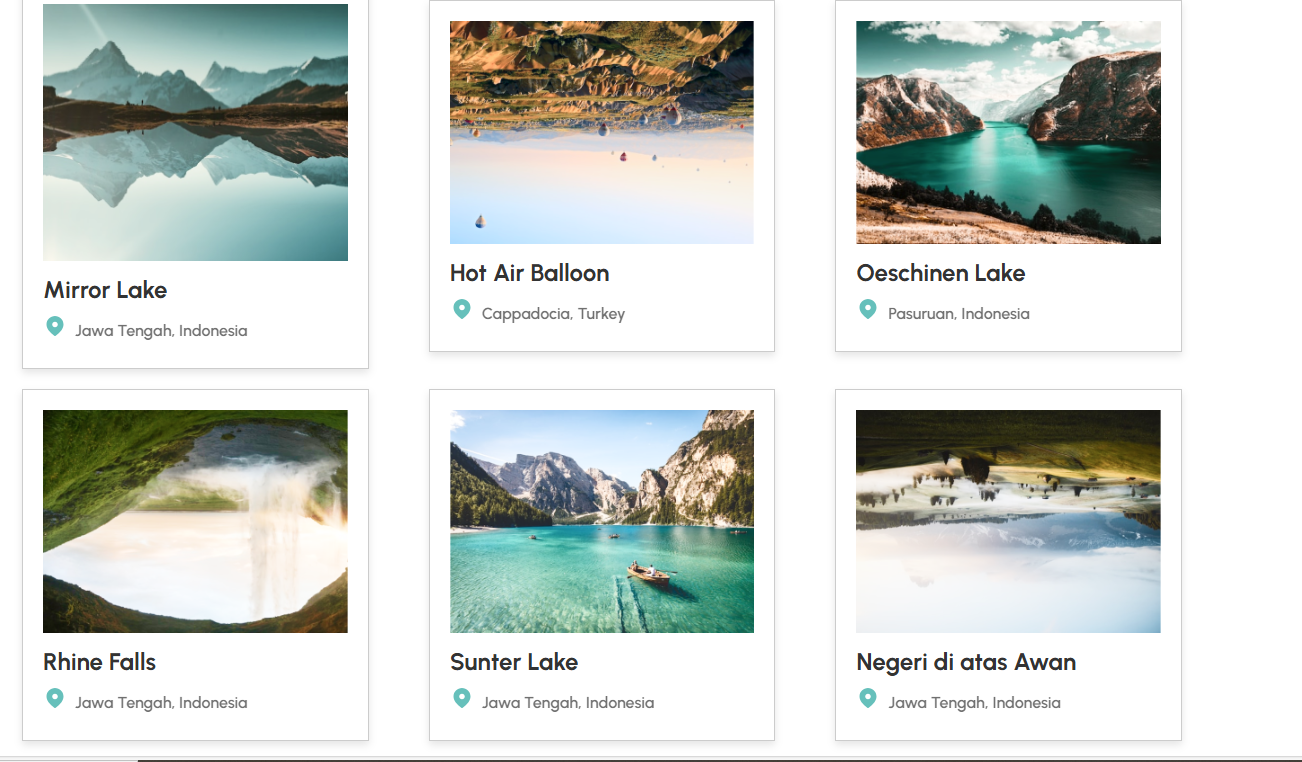 Mirror Lake
Jawa Tengah, Indonesia
Hot Air Balloon
Cappadocia, Turkey
Oeschinen Lake
Pasuruan, Indonesia
Rhine Falls
Jawa Tengah, Indonesia
Sunter Lake
Jawa Tengah, Indonesia
Negeri di atas Awan
Jawa Tengah, Indonesia